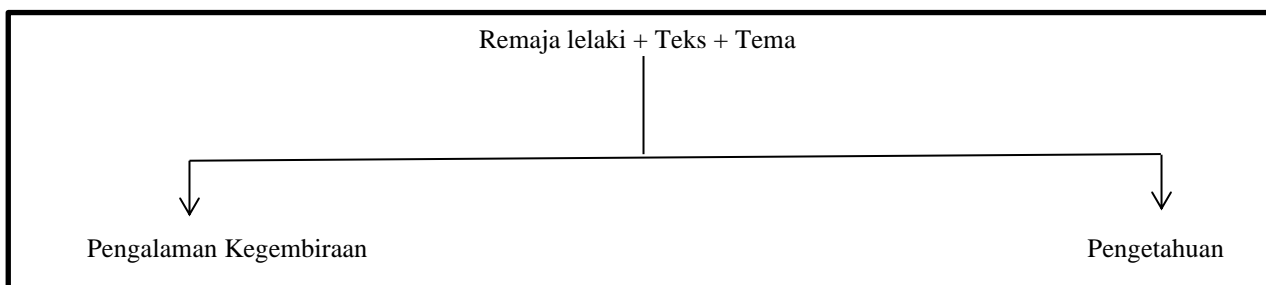 Remaja lelaki + Teks + Tema
Pengalaman Kegembiraan Pengetahuan